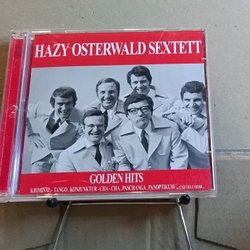 HAZY OSTERWALD SEXTETT
GOLDEN HITS
KRIMINAL - TANGO, KONJUNKTUR - CHA - CHA, PASCHANGA, PANOPTIKUM ...UND VIELE MEHR...